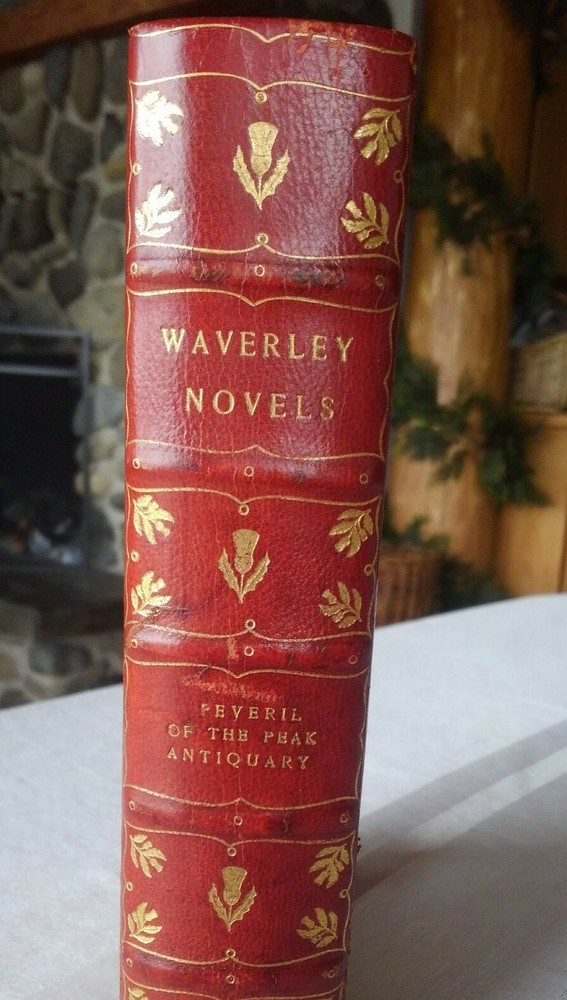 WAVERLEY
NOVELS
PEVERIL
OF THE PEAK
ANTIQUARY